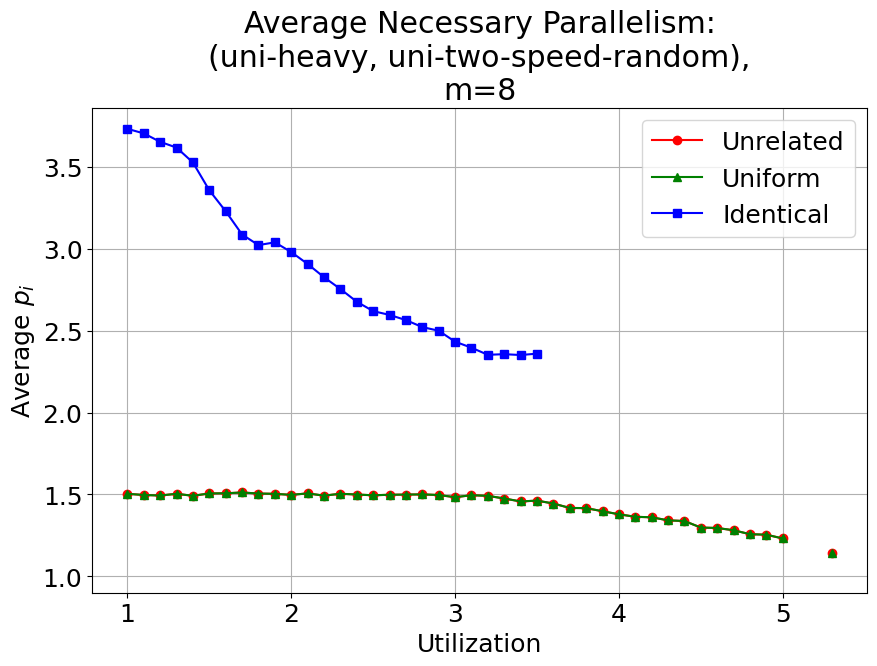 Average Necessary Parallelism:
(uni-heavy, uni-two-speed-random),
m=8
Unrelated
Uniform
Identical
Average p_i
3.5
3.0
2.5
2.0
1.5
1.0
1 2 3 4 5
Utilization